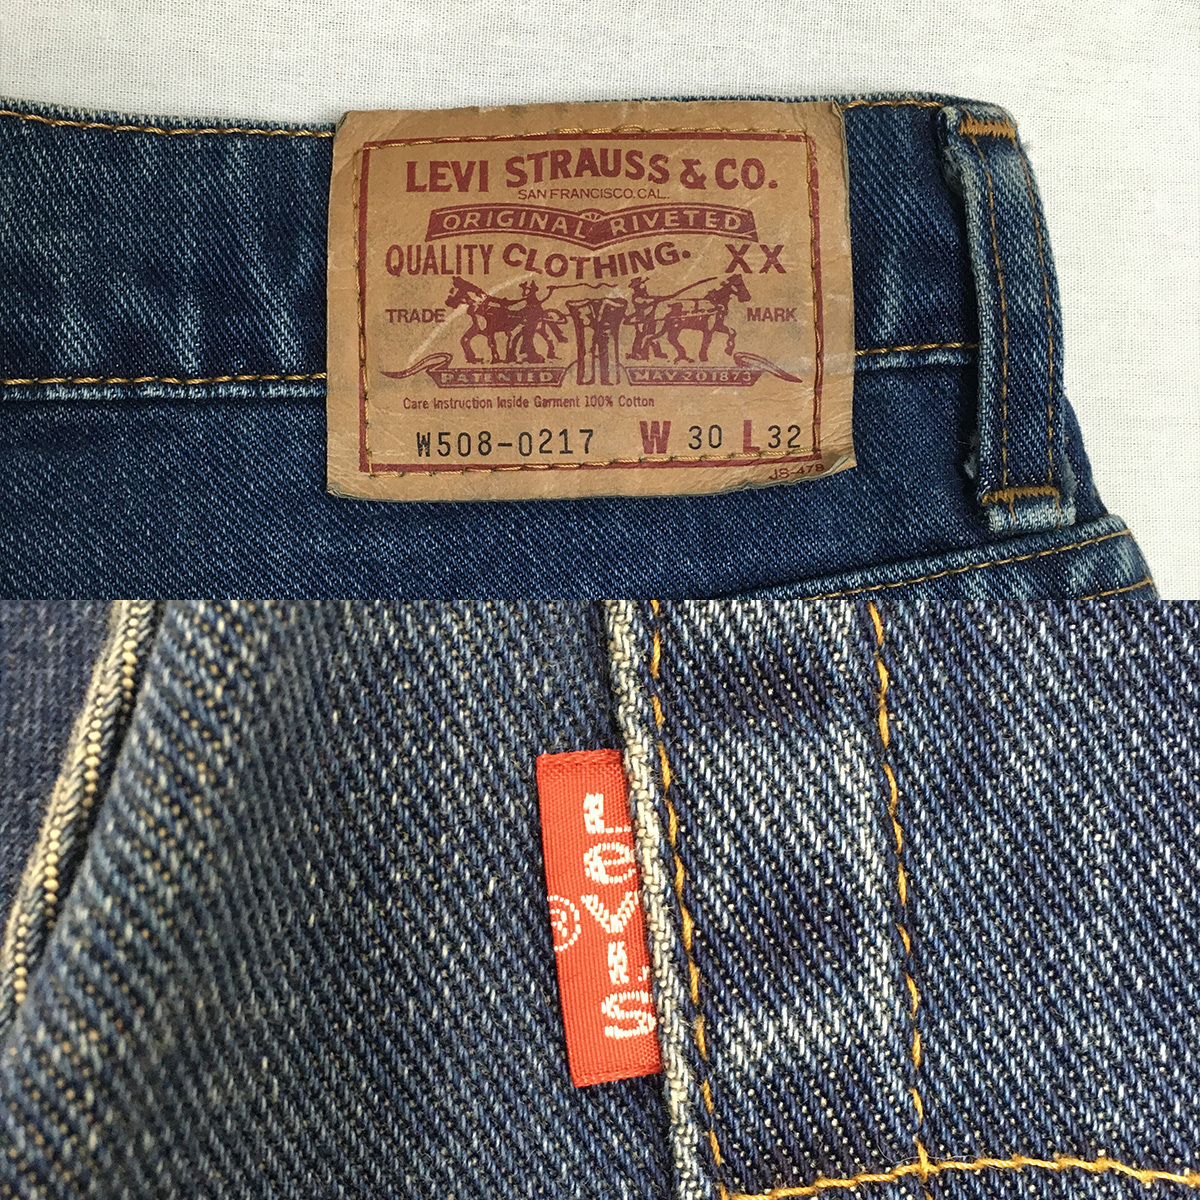 LEVI STRAUSS & CO.
SAN FRANCISCO. CAL.
ORIGINAL RIVETED
QUALITY CLOTHING. XX
TRADE MARK
PATENTED MAY 20 1873
Care Instruction Inside Garment 100% Cotton
W508-0217 W 30 L 32
JS-478
LeVI'S
®